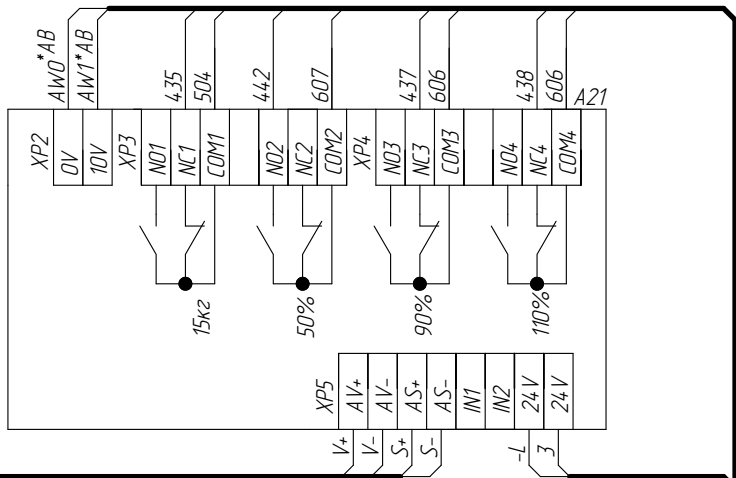 AW0*AB
AW1*AB
435
504
442
607
437
606
438
606
A21
XP2
0V
10V
XP3
NO1
NC1
COM1
NO2
NC2
COM2
XP4
NO3
NC3
COM3
NO4
NC4
COM4
15кг
50%
90%
110%
XP5
AV+
AV-
AS+
AS-
IN1
IN2
24V
24V
V+
V-
S+
S-
-L
3